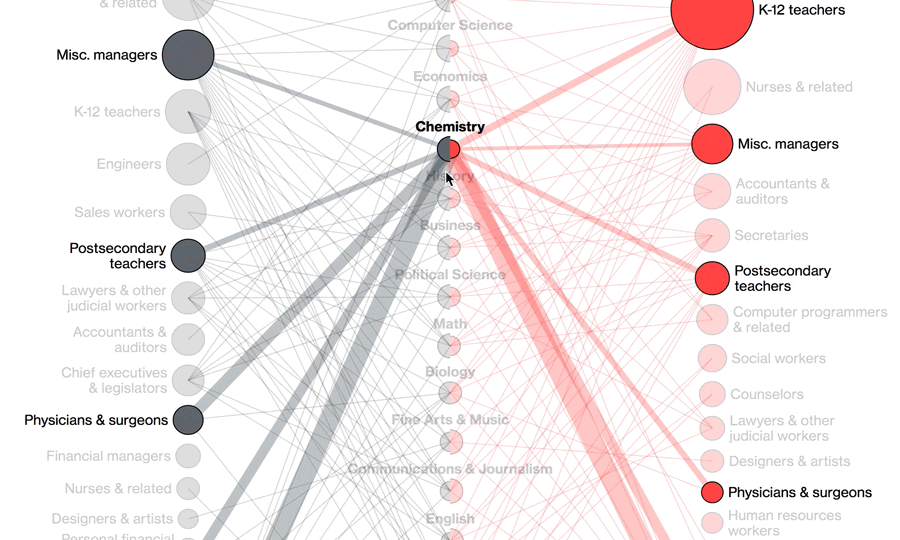 & related
Misc. managers
K-12 teachers
Engineers
Sales workers
Postsecondary
teachers
Lawyers & other
judicial workers
Accountants &
auditors
Chief executives
& legislators
Physicians & surgeons
Financial managers
Nurses & related
Designers & artists
Personal financial
Computer Science
Economics
Chemistry
History
Business
Political Science
Math
Biology
Fine Arts & Music
Communications & Journalism
English
K-12 teachers
Nurses & related
Misc. managers
Accountants &
auditors
Secretaries
Postsecondary
teachers
Computer programmers
& related
Social workers
Counselors
Lawyers & other
judicial workers
Designers & artists
Physicians & surgeons
Human resources
workers